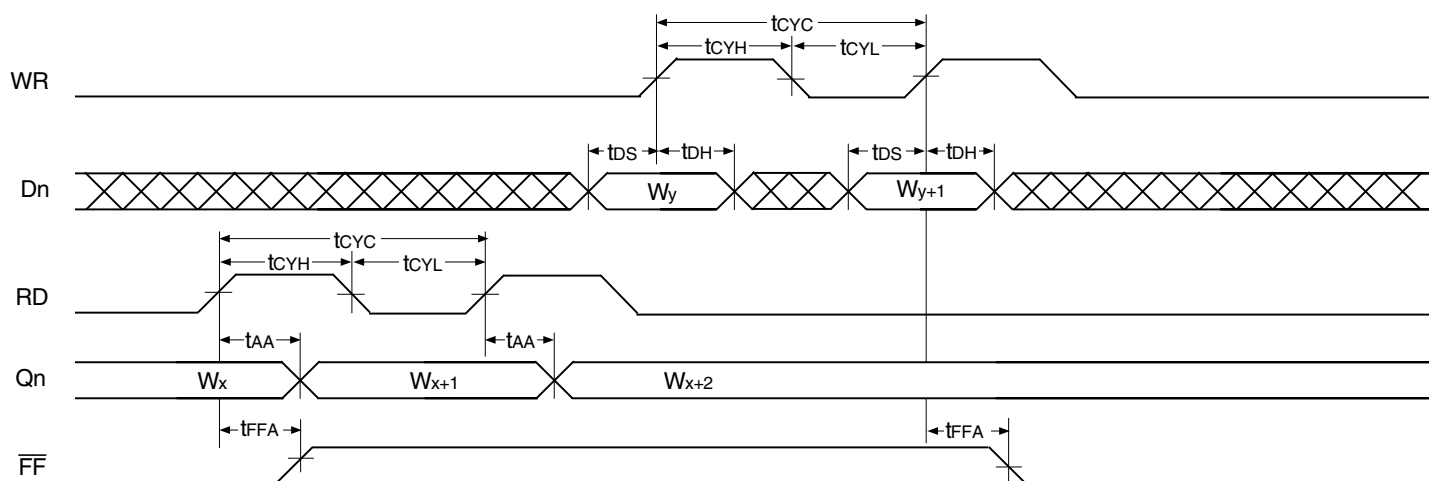 tCYC
tCYH tCYL
WR
tDS tDH tDS tDH
Dn Wy Wy+1
tCYC
tCYH tCYL
RD
tAA tAA
Qn Wx Wx+1 Wx+2
tFFA tFFA
FF